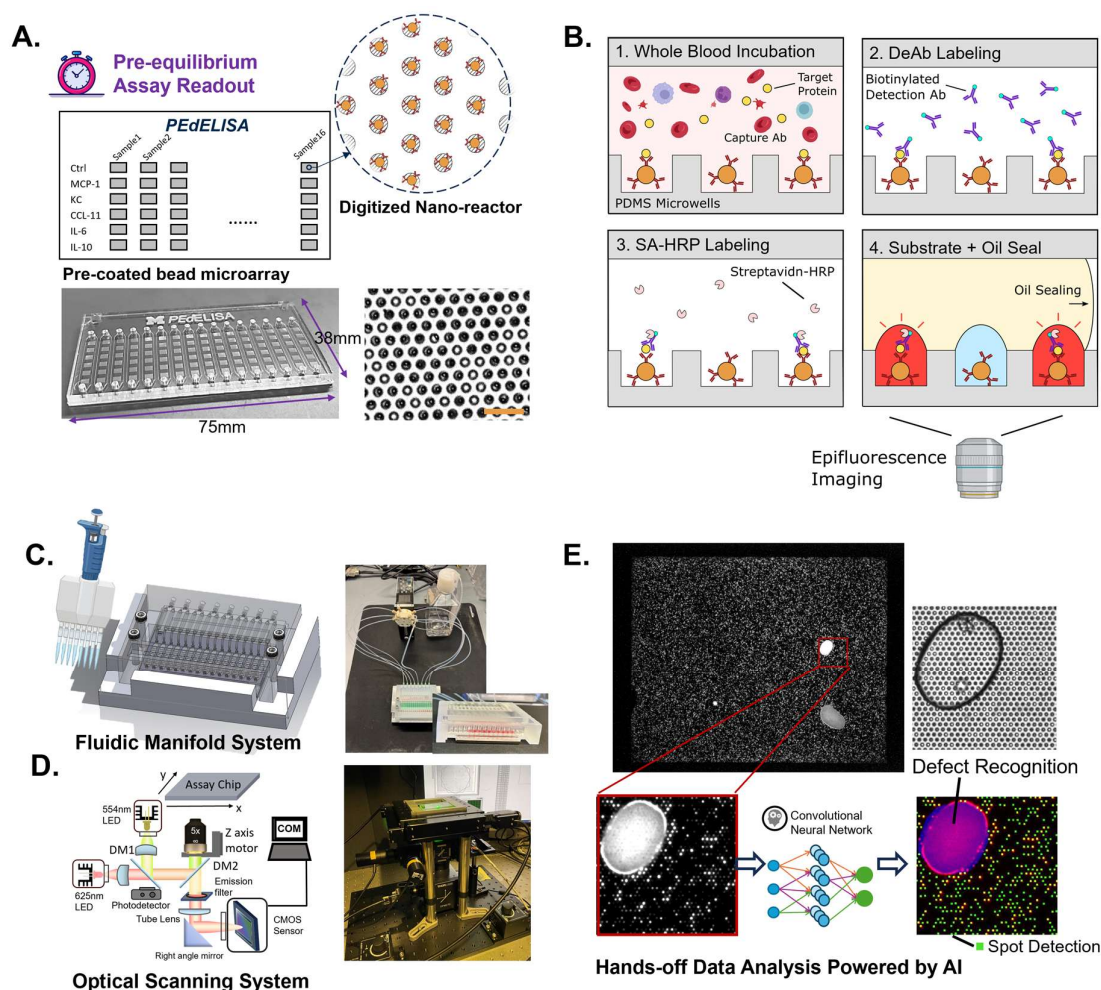 A.
Pre-equilibrium
Assay Readout
PEdELISA
Sample1
Sample2
Sample16
Ctrl
MCP-1
KC
CCL-11
IL-6
IL-10
......
Digitized Nano-reactor
Pre-coated bead microarray
PEdELISA
38mm
75mm
B.
1. Whole Blood Incubation
Target
Protein
Capture Ab
PDMS Microwells
2. DeAb Labeling
Biotinylated
Detection Ab
3. SA-HRP Labeling
Streptavidn-HRP
4. Substrate + Oil Seal
Oil Sealing
Epifluorescence
Imaging
C.
Fluidic Manifold System
D.
y
Assay Chip
x
554nm
LED
5x
∞
Z axis
motor
COM
DM1
DM2
625nm
LED
Photodetector
Emission
filter
Tube Lens
CMOS
Sensor
Right angle mirror
Optical Scanning System
E.
Defect Recognition
Convolutional
Neural Network
Spot Detection
Hands-off Data Analysis Powered by AI